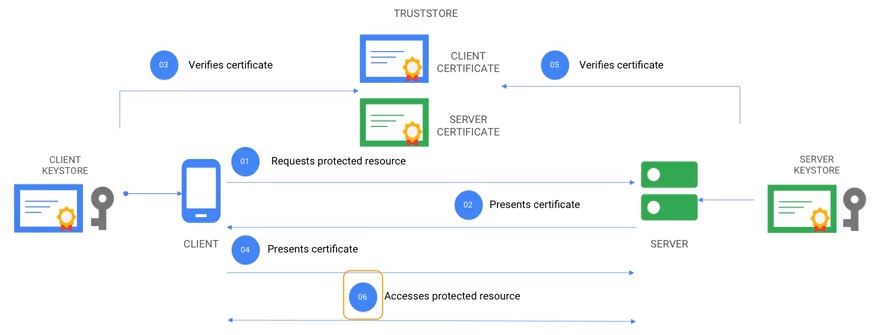 TRUSTSTORE
03 Verifies certificate
CLIENT
CERTIFICATE
05 Verifies certificate
SERVER
CERTIFICATE
CLIENT
KEYSTORE
01 Requests protected resource
SERVER
KEYSTORE
02 Presents certificate
CLIENT
04 Presents certificate
SERVER
06 Accesses protected resource